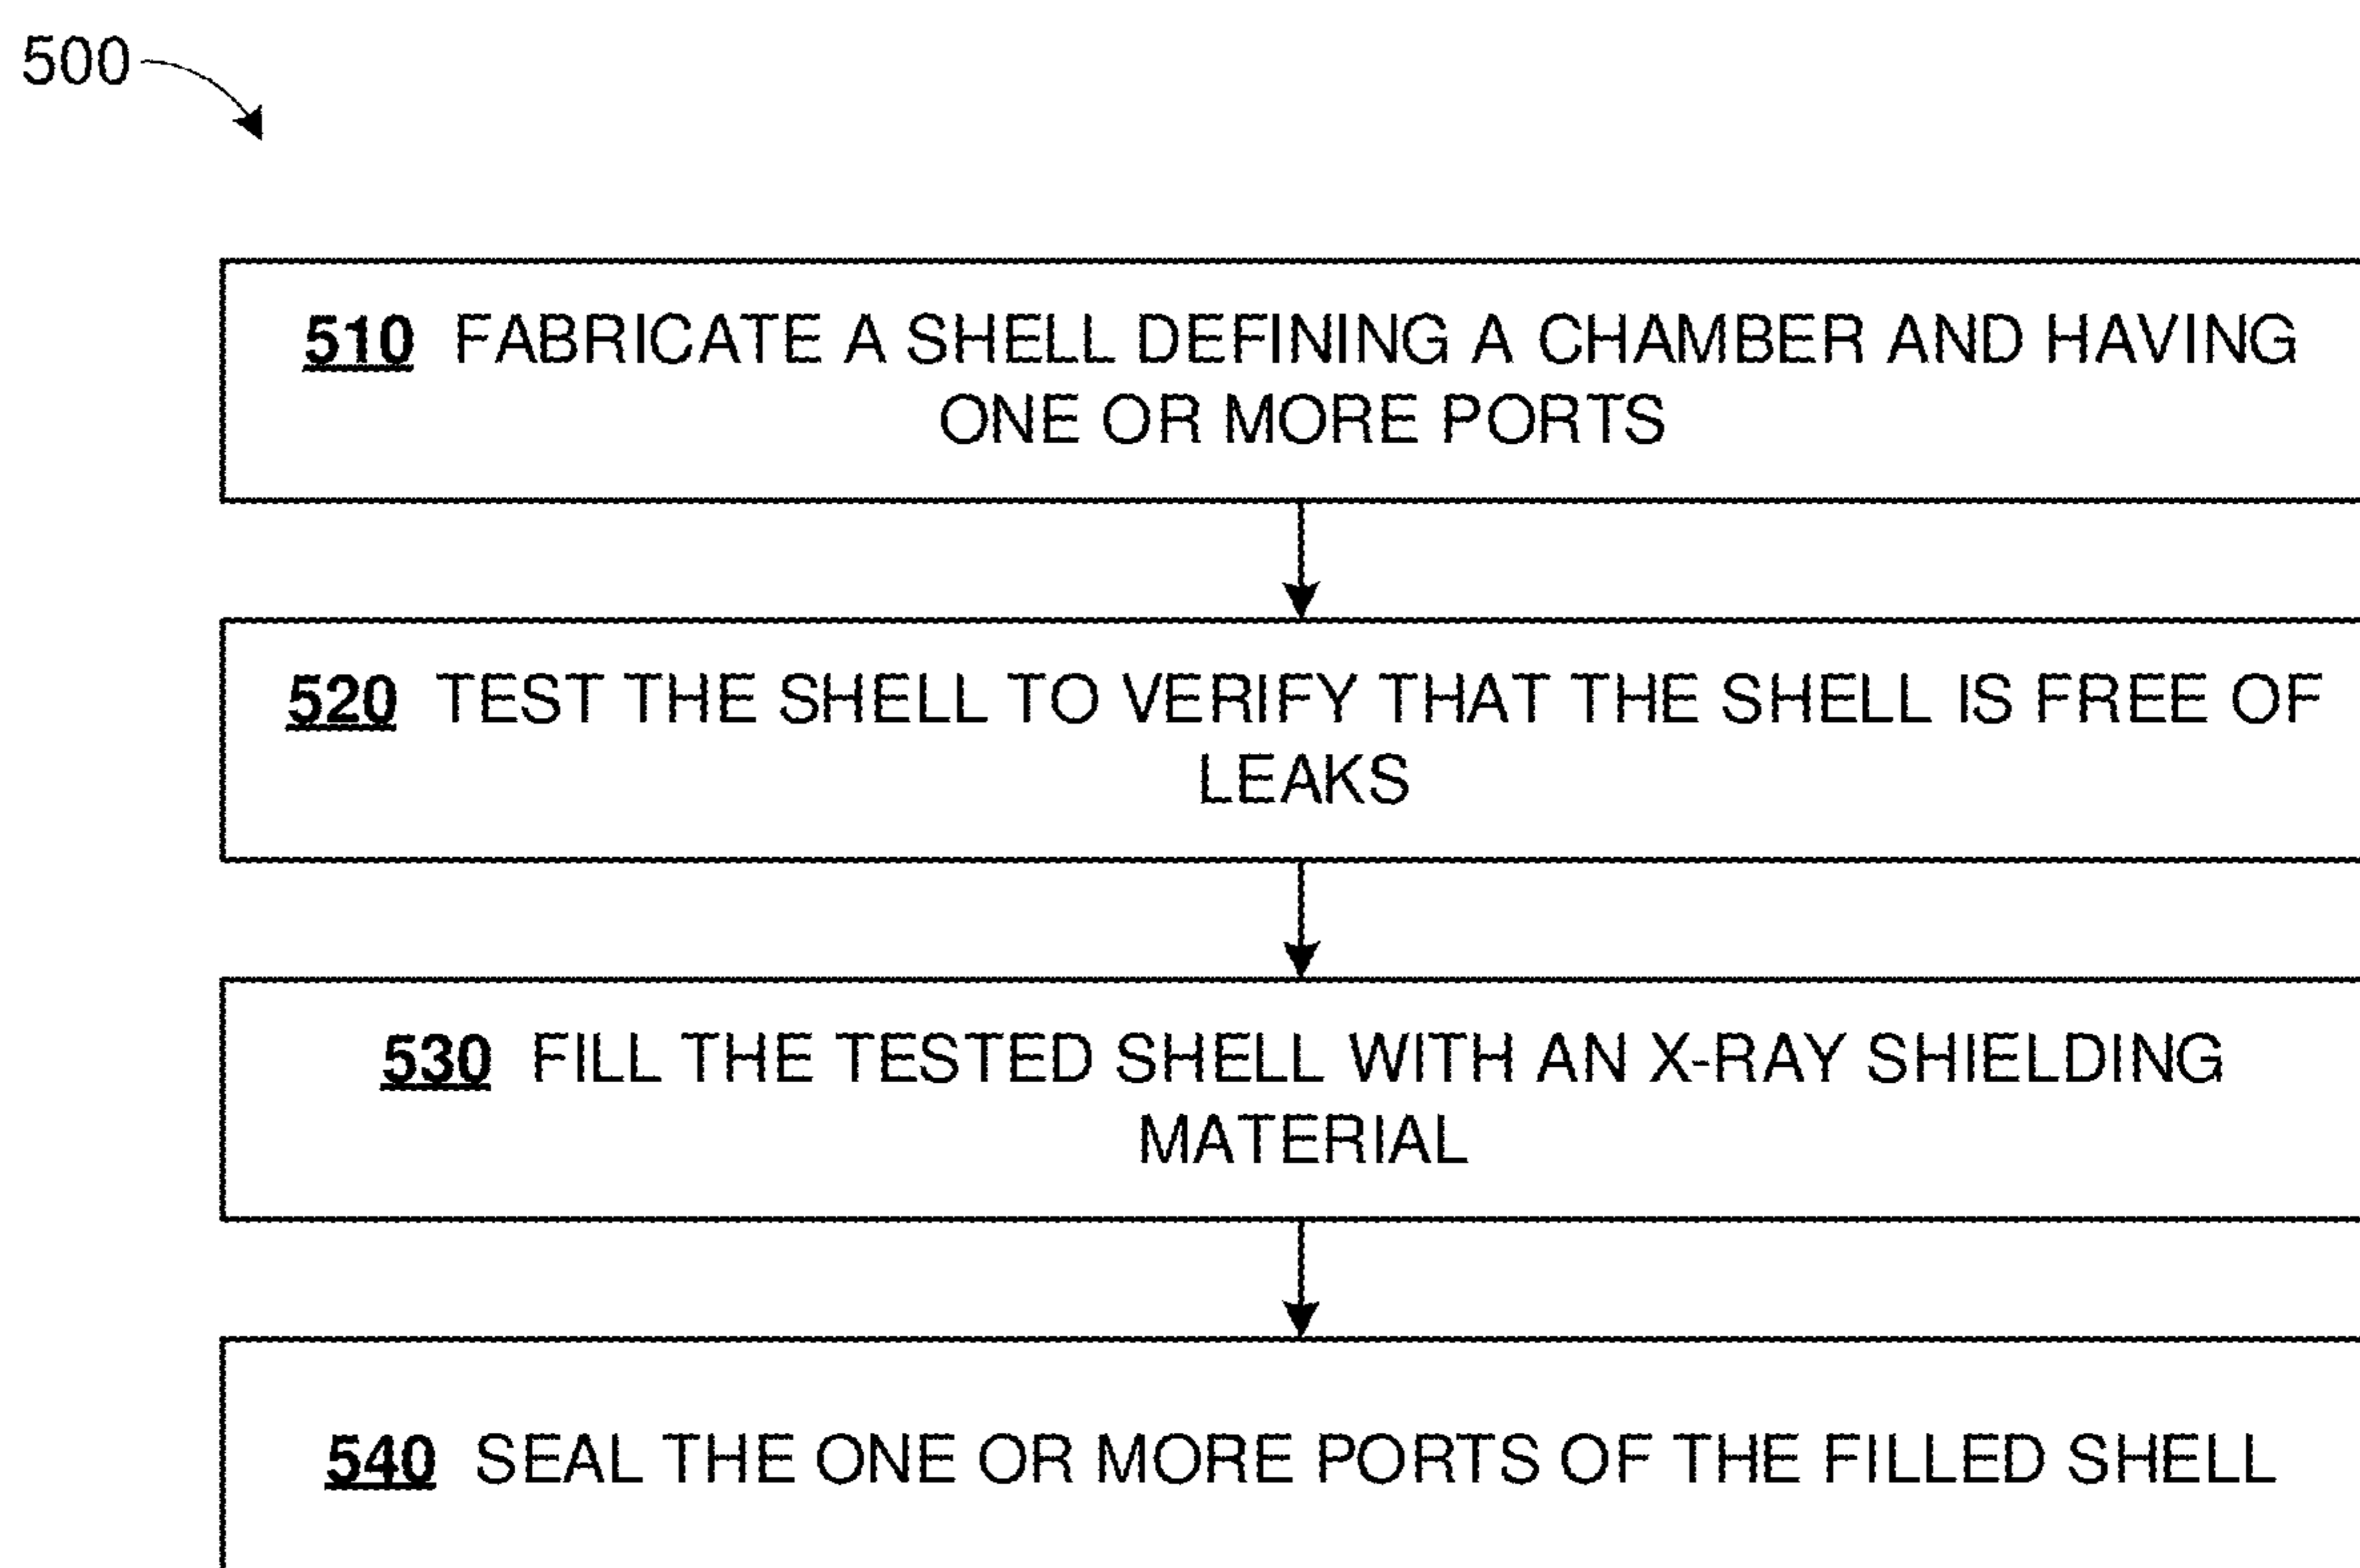 500
510 FABRICATE A SHELL DEFINING A CHAMBER AND HAVING
ONE OR MORE PORTS
520 TEST THE SHELL TO VERIFY THAT THE SHELL IS FREE OF
LEAKS
530 FILL THE TESTED SHELL WITH AN X-RAY SHIELDING
MATERIAL
540 SEAL THE ONE OR MORE PORTS OF THE FILLED SHELL